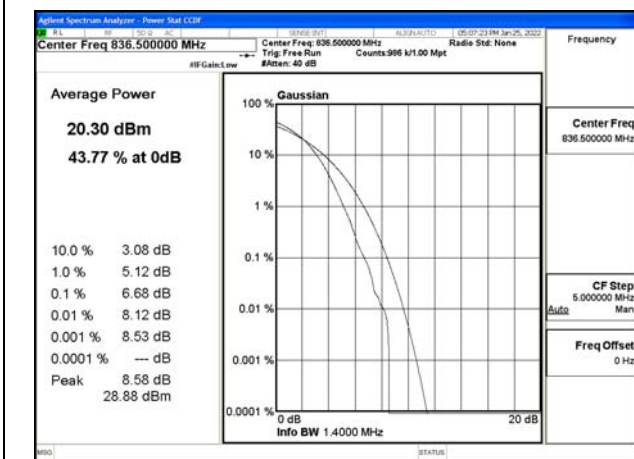 Agilent Spectrum Analyzer - Power Stat CCDF
RL RF 50 Ω AC SENSE:INT ALIGN AUTO 05:07:23 PM Jan 25, 2022
Center Freq 836.500000 MHz
Center Freq: 836.500000 MHz Radio Std: None
Trig: Free Run Counts:986 k/1.00 Mpt
#IFGain:Low #Atten: 40 dB
Frequency
Average Power
20.30 dBm
43.77 % at 0dB
10.0 % 3.08 dB
1.0 % 5.12 dB
0.1 % 6.68 dB
0.01 % 8.12 dB
0.001 % 8.53 dB
0.0001 % --- dB
Peak 8.58 dB
28.88 dBm
Gaussian
100 %
10 %
1 %
0.1 %
0.01 %
0.001 %
0.0001 %
0 dB 20 dB
Info BW 1.4000 MHz
Center Freq
836.500000 MHz
CF Step
5.000000 MHz
Auto Man
Freq Offset
0 Hz
MSG STATUS